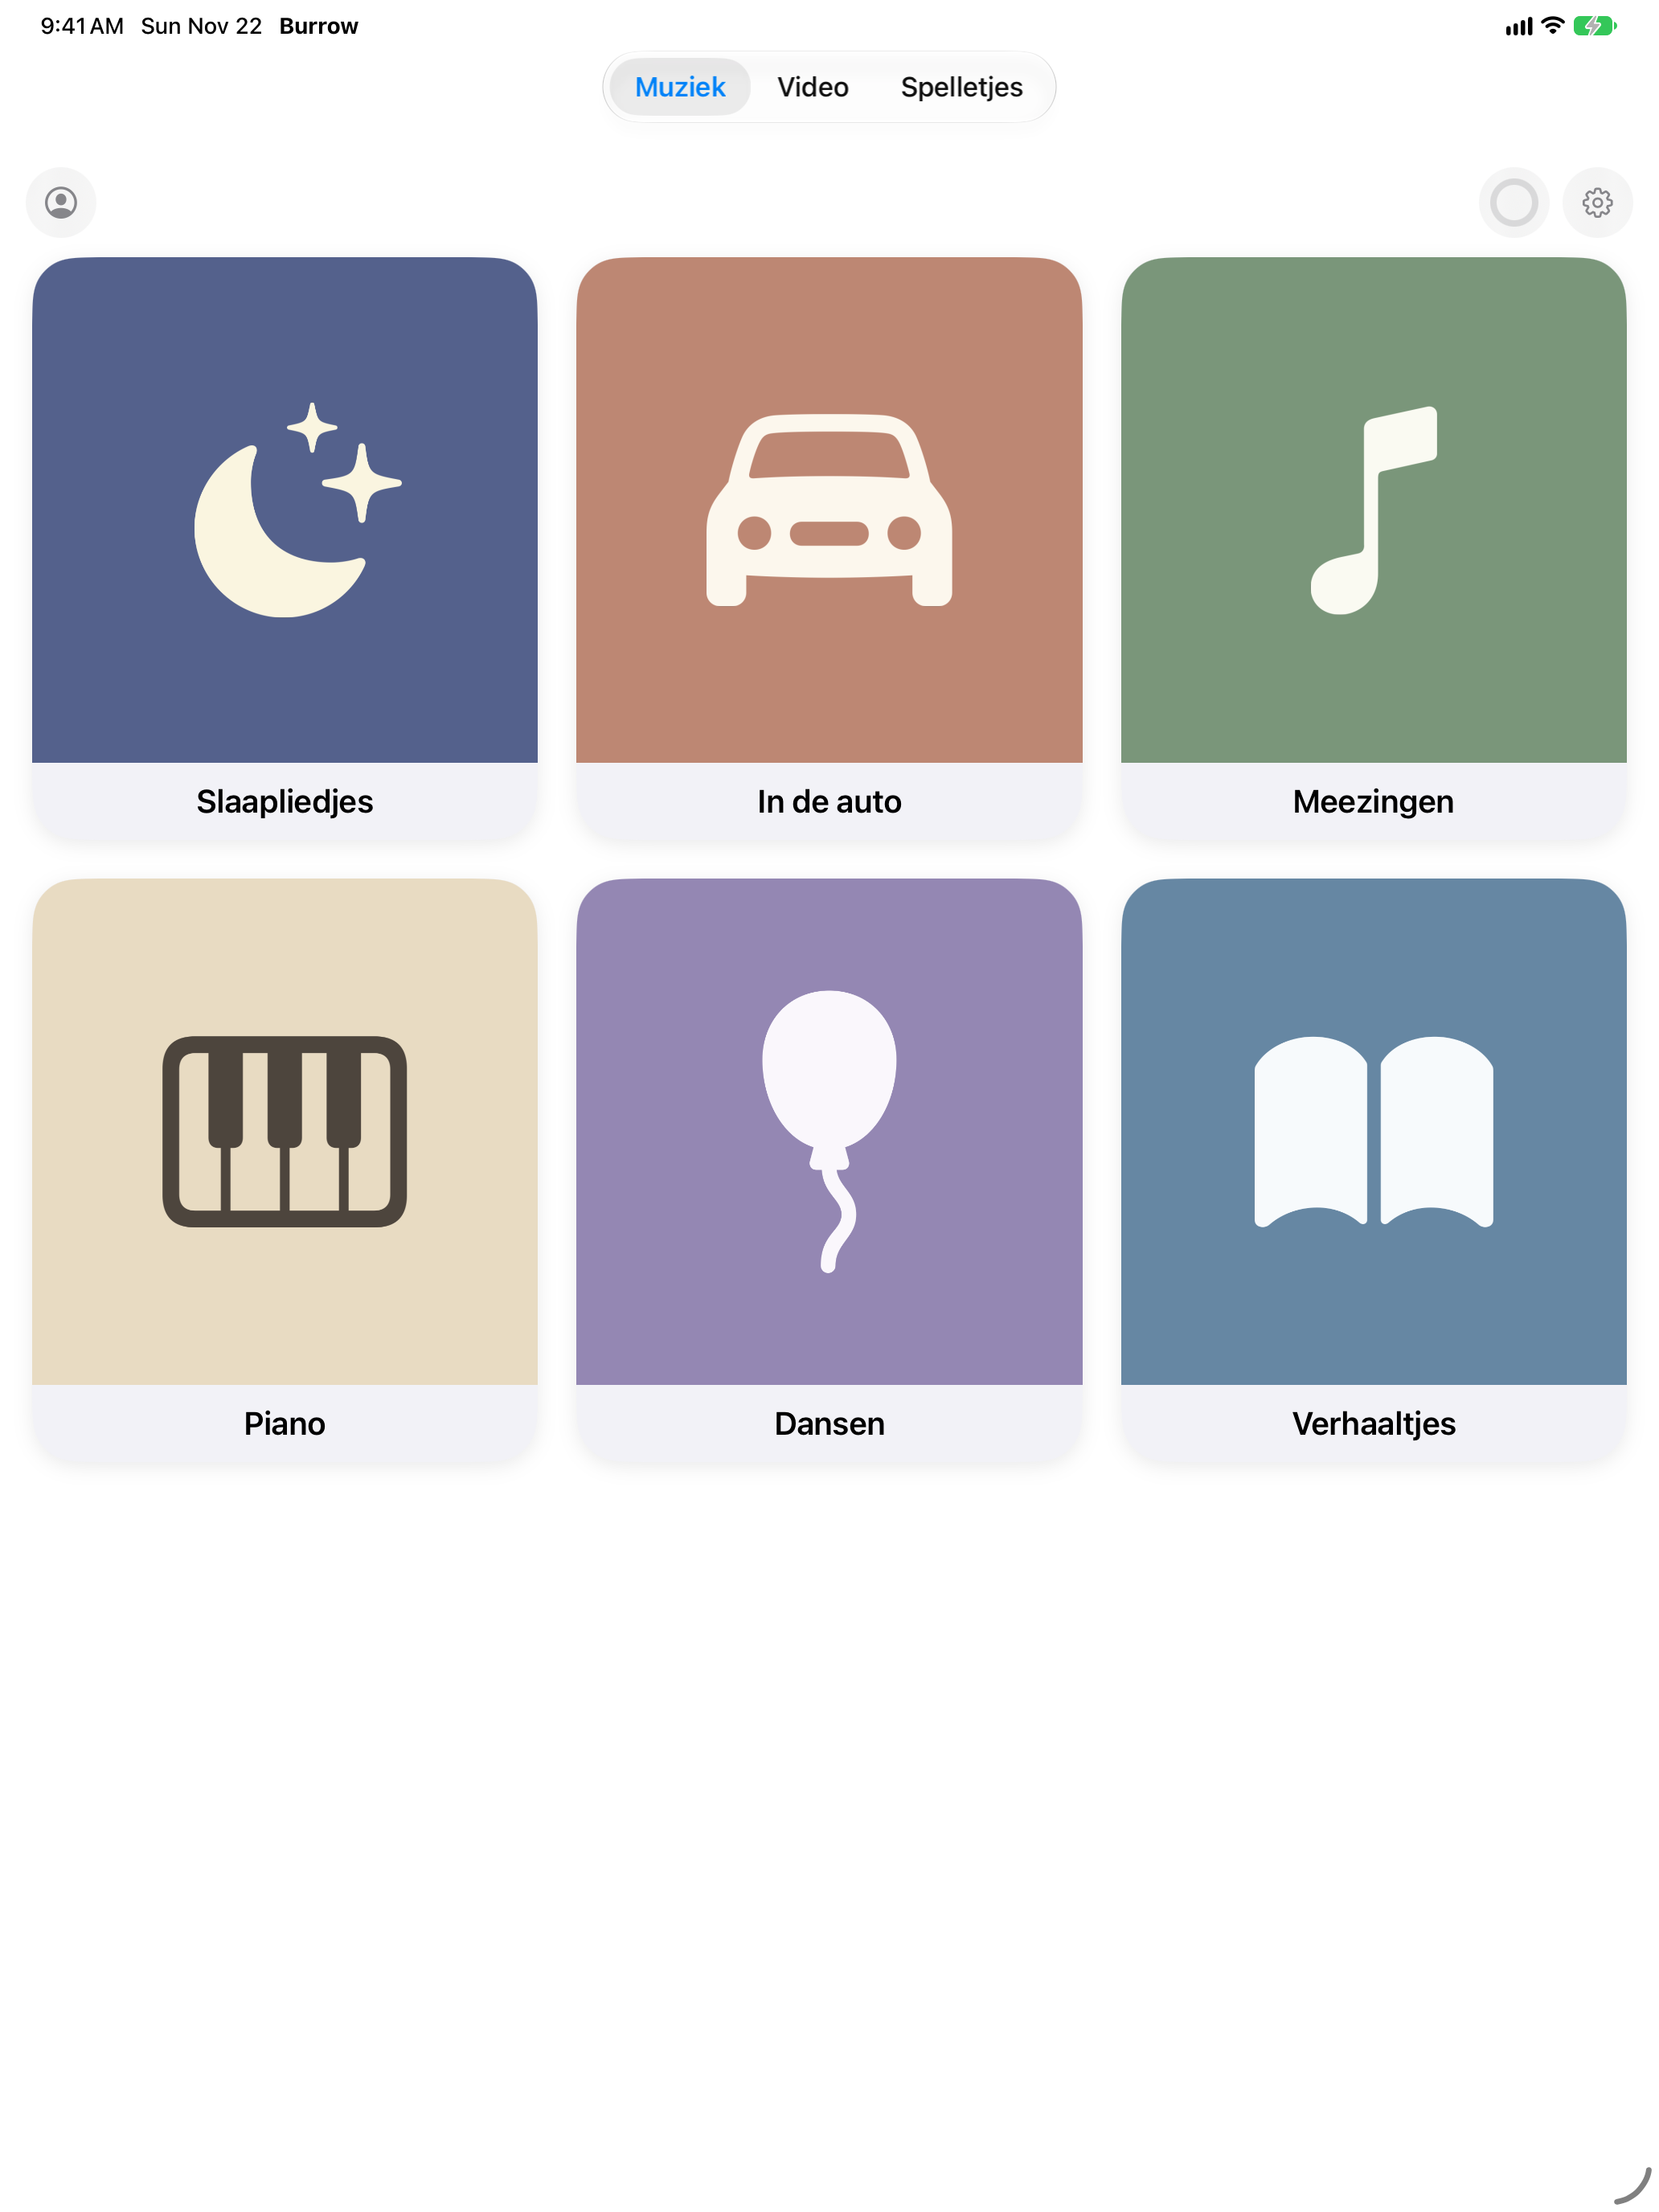 9:41 AM Sun Nov 22 Burrow
Muziek Video Spelletjes
Slaapliedjes In de auto Meezingen
Piano Dansen Verhaaltjes